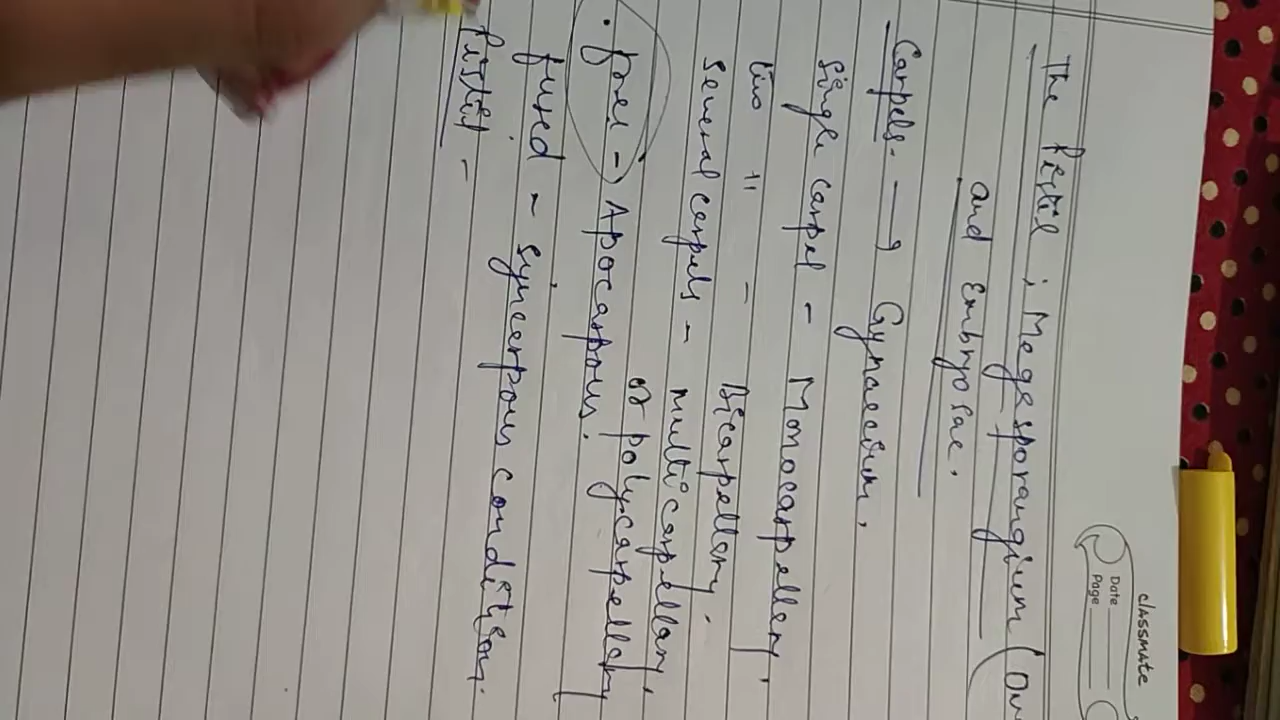 classmate
Date
Page
The Pistil ; Megasporangium (Ov
and Embryo sac.
Carpels. → Gynaecium.
Single carpel - Monocarpellary.
two " - Bicarpellary.
several carpels - multicarpellary.
or polycarpellary
. free → Apocarpous.
fused - syncarpous condition.
Pistil -